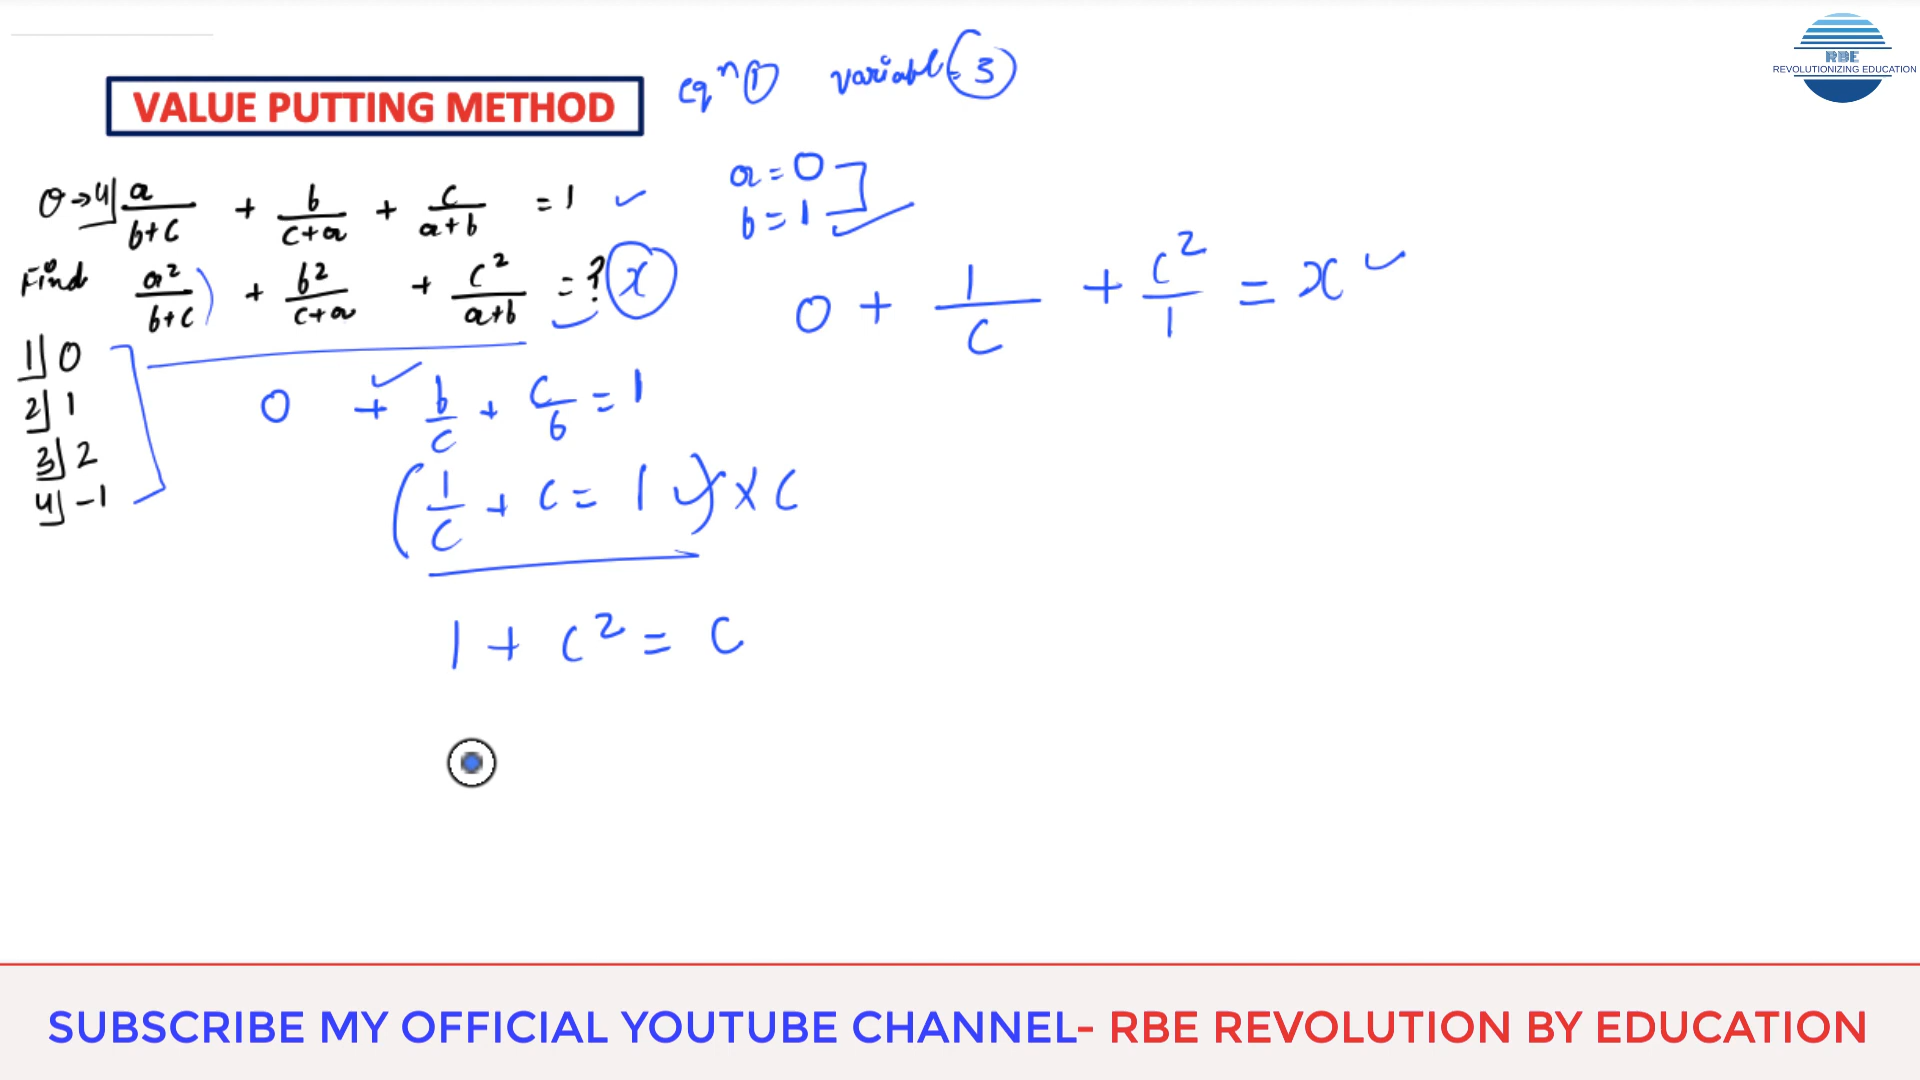 RBE
REVOLUTIONIZING EDUCATION
VALUE PUTTING METHOD
eqⁿ ① variable = 3
Q→4] a/(b+c) + b/(c+a) + c/(a+b) = 1
Find a²/(b+c) + b²/(c+a) + c²/(a+b) = ? x
1] 0
2] 1
3] 2
4] -1
a = 0
b = 1
0 + 1/c + c²/1 = x
0 + b/c + c/b = 1
(1/c + c = 1) × c
1 + c² = c
SUBSCRIBE MY OFFICIAL YOUTUBE CHANNEL- RBE REVOLUTION BY EDUCATION